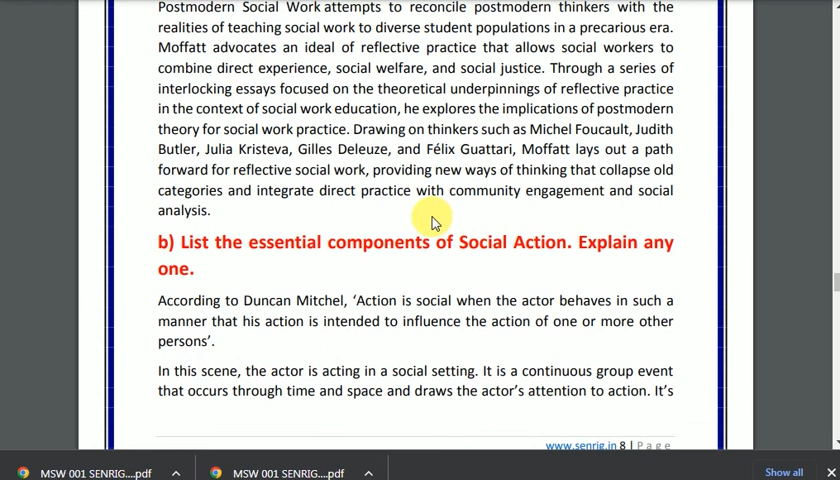 Postmodern Social Work attempts to reconcile postmodern thinkers with the
realities of teaching social work to diverse student populations in a precarious era.
Moffatt advocates an ideal of reflective practice that allows social workers to
combine direct experience, social welfare, and social justice. Through a series of
interlocking essays focused on the theoretical underpinnings of reflective practice
in the context of social work education, he explores the implications of postmodern
theory for social work practice. Drawing on thinkers such as Michel Foucault, Judith
Butler, Julia Kristeva, Gilles Deleuze, and Félix Guattari, Moffatt lays out a path
forward for reflective social work, providing new ways of thinking that collapse old
categories and integrate direct practice with community engagement and social
analysis.
b) List the essential components of Social Action. Explain any
one.
According to Duncan Mitchel, ‘Action is social when the actor behaves in such a
manner that his action is intended to influence the action of one or more other
persons’.
In this scene, the actor is acting in a social setting. It is a continuous group event
that occurs through time and space and draws the actor’s attention to action. It’s
www.senrig.in 8 | Page
MSW 001 SENRIG....pdf
MSW 001 SENRIG....pdf
Show all